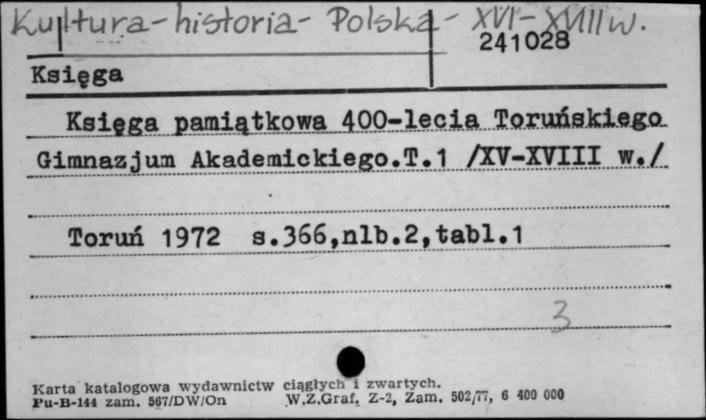 Kultura - historia - Polska - XVI - XVIII w.
241028
Księga
Księga pamiątkowa 400-lecia Toruńskiego
Gimnazjum Akademickiego.T.1 /XV-XVIII w./
Toruń 1972 s.366,nlb.2,tabl.1
3
Karta katalogowa wydawnictw ciągłych i zwartych.
Pu-B-144 zam. 567/DW/On W.Z.Graf. Z-2, Zam. 502/77, 6 400 000